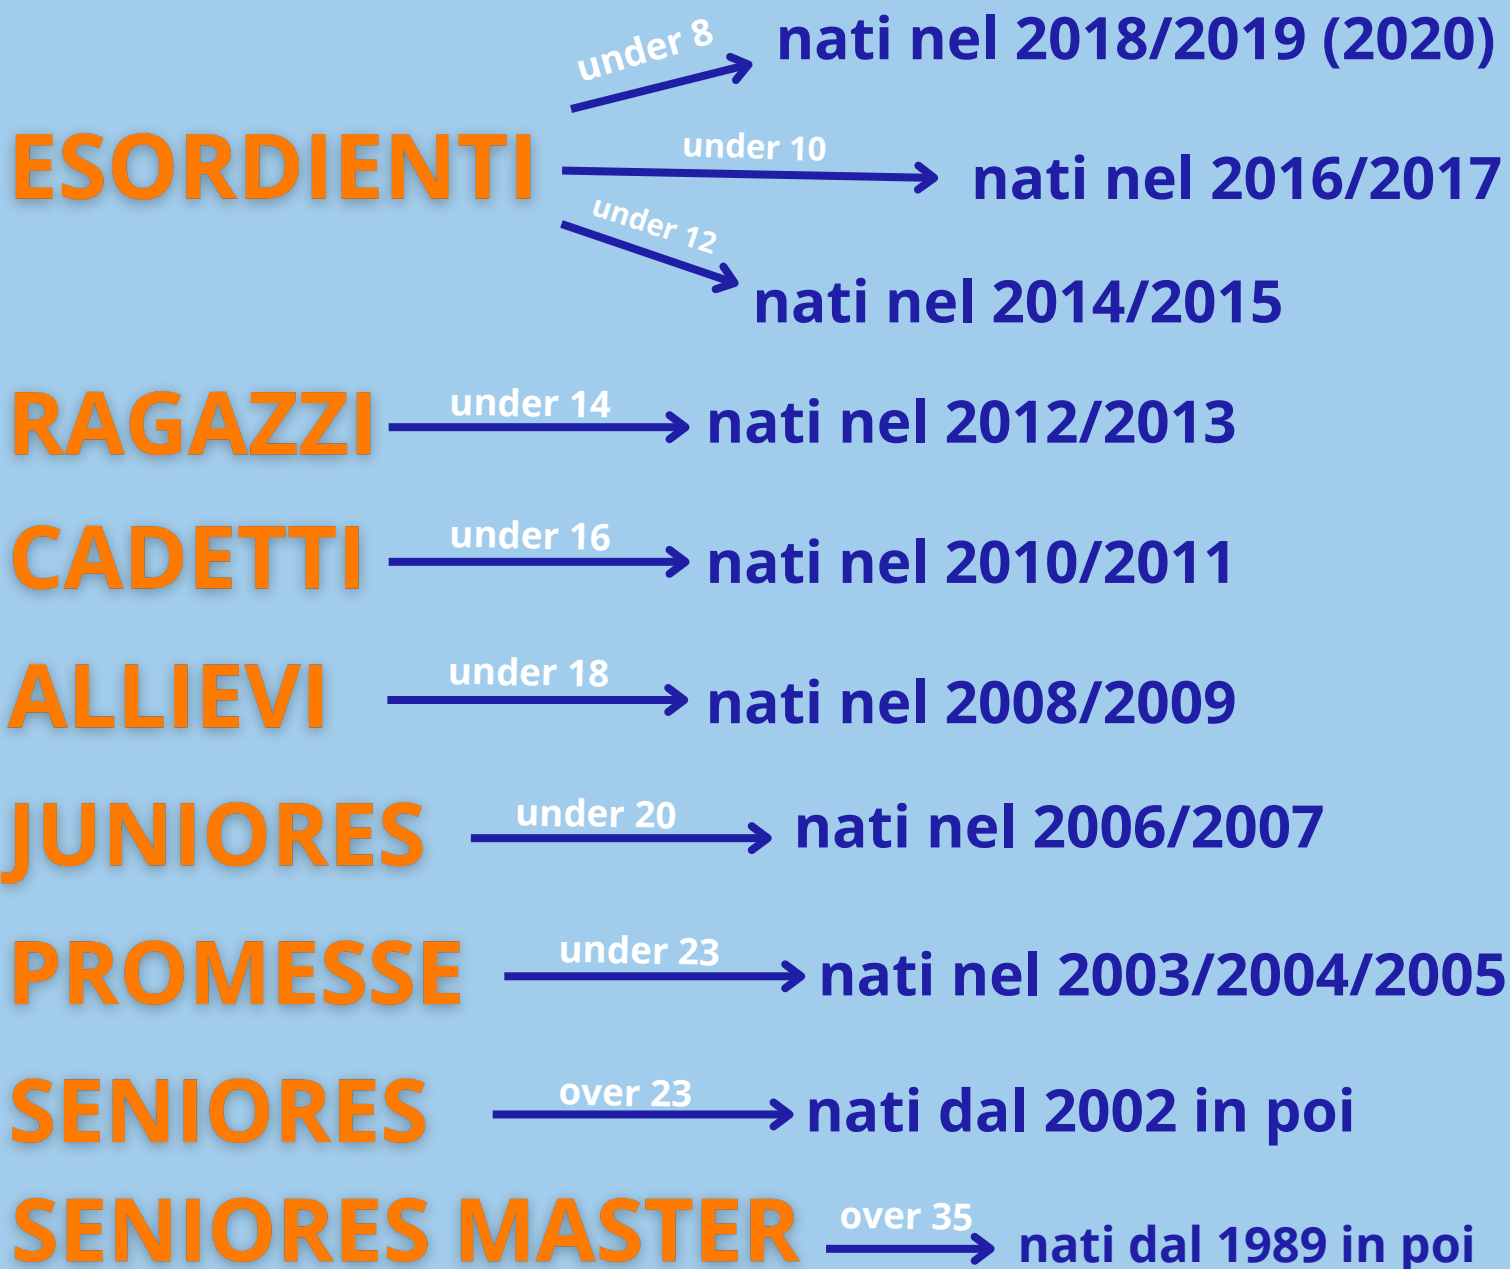 under 8
nati nel 2018/2019 (2020)
ESORDIENTI
under 10
nati nel 2016/2017
under 12
nati nel 2014/2015
RAGAZZI
under 14
nati nel 2012/2013
CADETTI
under 16
nati nel 2010/2011
ALLIEVI
under 18
nati nel 2008/2009
JUNIORES
under 20
nati nel 2006/2007
PROMESSE
under 23
nati nel 2003/2004/2005
SENIORES
over 23
nati dal 2002 in poi
SENIORES MASTER
over 35
nati dal 1989 in poi